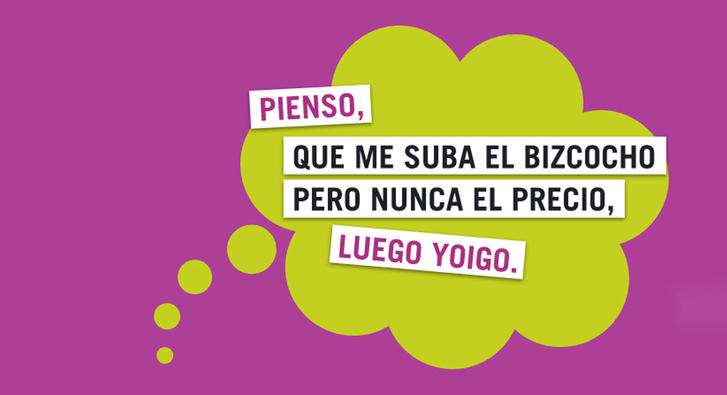 PIENSO,
QUE ME SUBA EL BIZCOCHO
PERO NUNCA EL PRECIO,
LUEGO YOIGO.